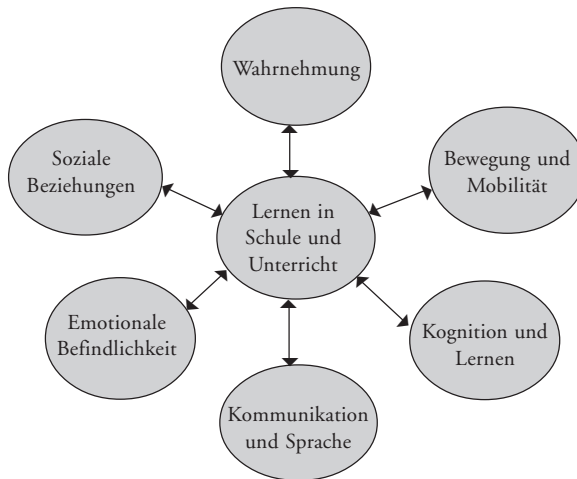 Wahrnehmung
Soziale
Beziehungen
Bewegung und
Mobilität
Lernen in
Schule und
Unterricht
Emotionale
Befindlichkeit
Kognition und
Lernen
Kommunikation
und Sprache